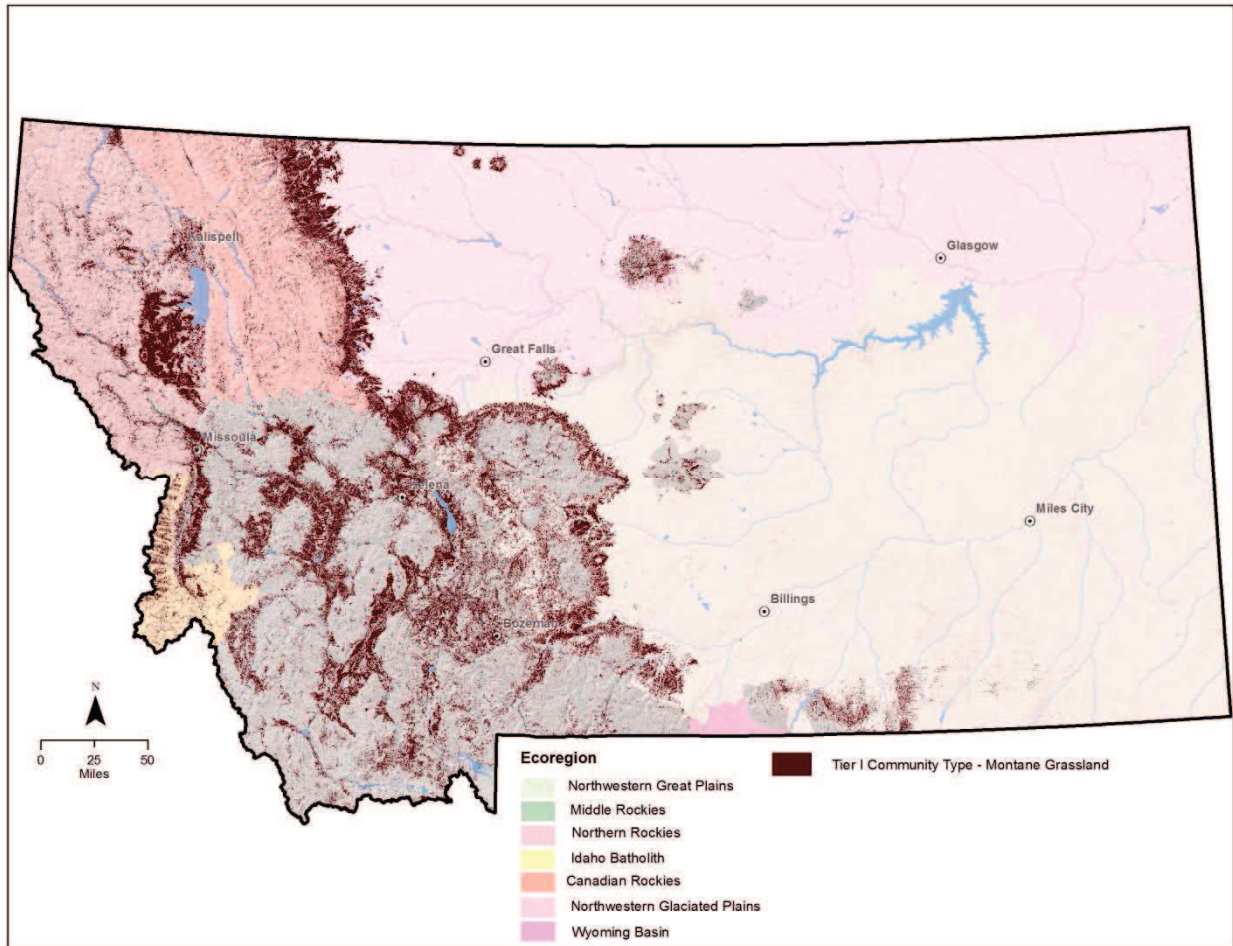 Kalispell
Glasgow
Great Falls
Missoula
Helena
Miles City
Billings
Bozeman
N
0 25 50
Miles
Ecoregion
Northwestern Great Plains
Middle Rockies
Northern Rockies
Idaho Batholith
Canadian Rockies
Northwestern Glaciated Plains
Wyoming Basin
Tier I Community Type - Montane Grassland